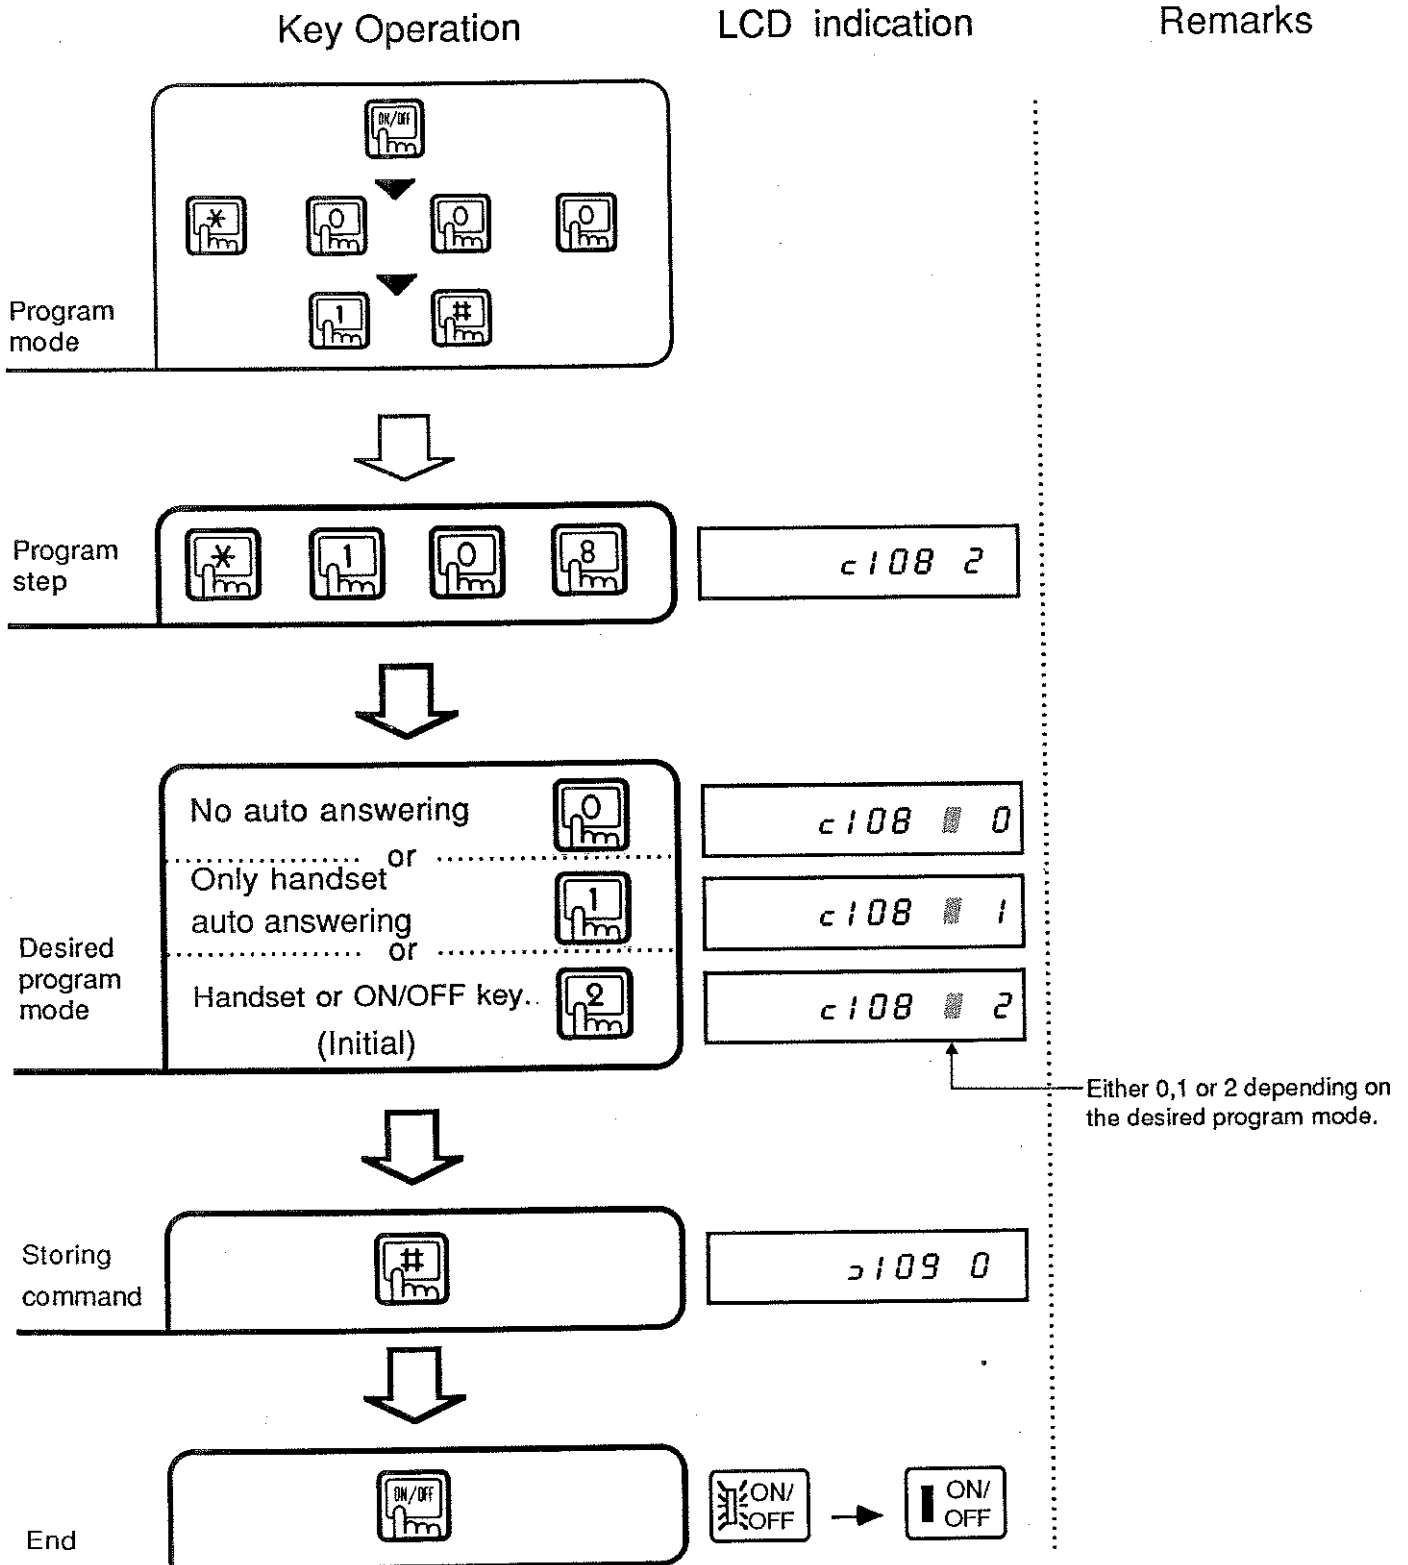 Key Operation
LCD indication
Remarks
ON/OFF
* 0 0 0
1 #
Program
mode
Program
step
* 1 0 8
c108 2
No auto answering
0
c108 0
or
Only handset
auto answering
1
c108 1
or
Desired
program
mode
Handset or ON/OFF key..
(Initial)
2
c108 2
Either 0,1 or 2 depending on
the desired program mode.
Storing
command
#
ɔ109 0
End
ON/OFF
ON/
OFF
ON/
OFF